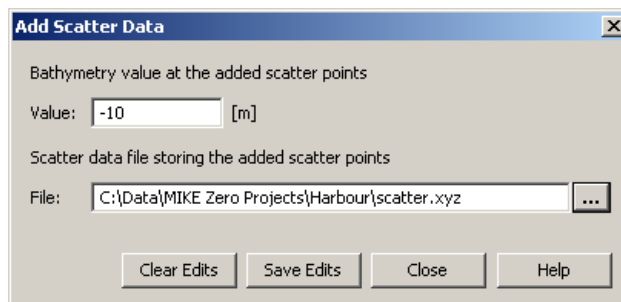 Add Scatter Data
Bathymetry value at the added scatter points
Value: -10 [m]
Scatter data file storing the added scatter points
File: C:\Data\MIKE Zero Projects\Harbour\scatter.xyz ...
Clear Edits Save Edits Close Help